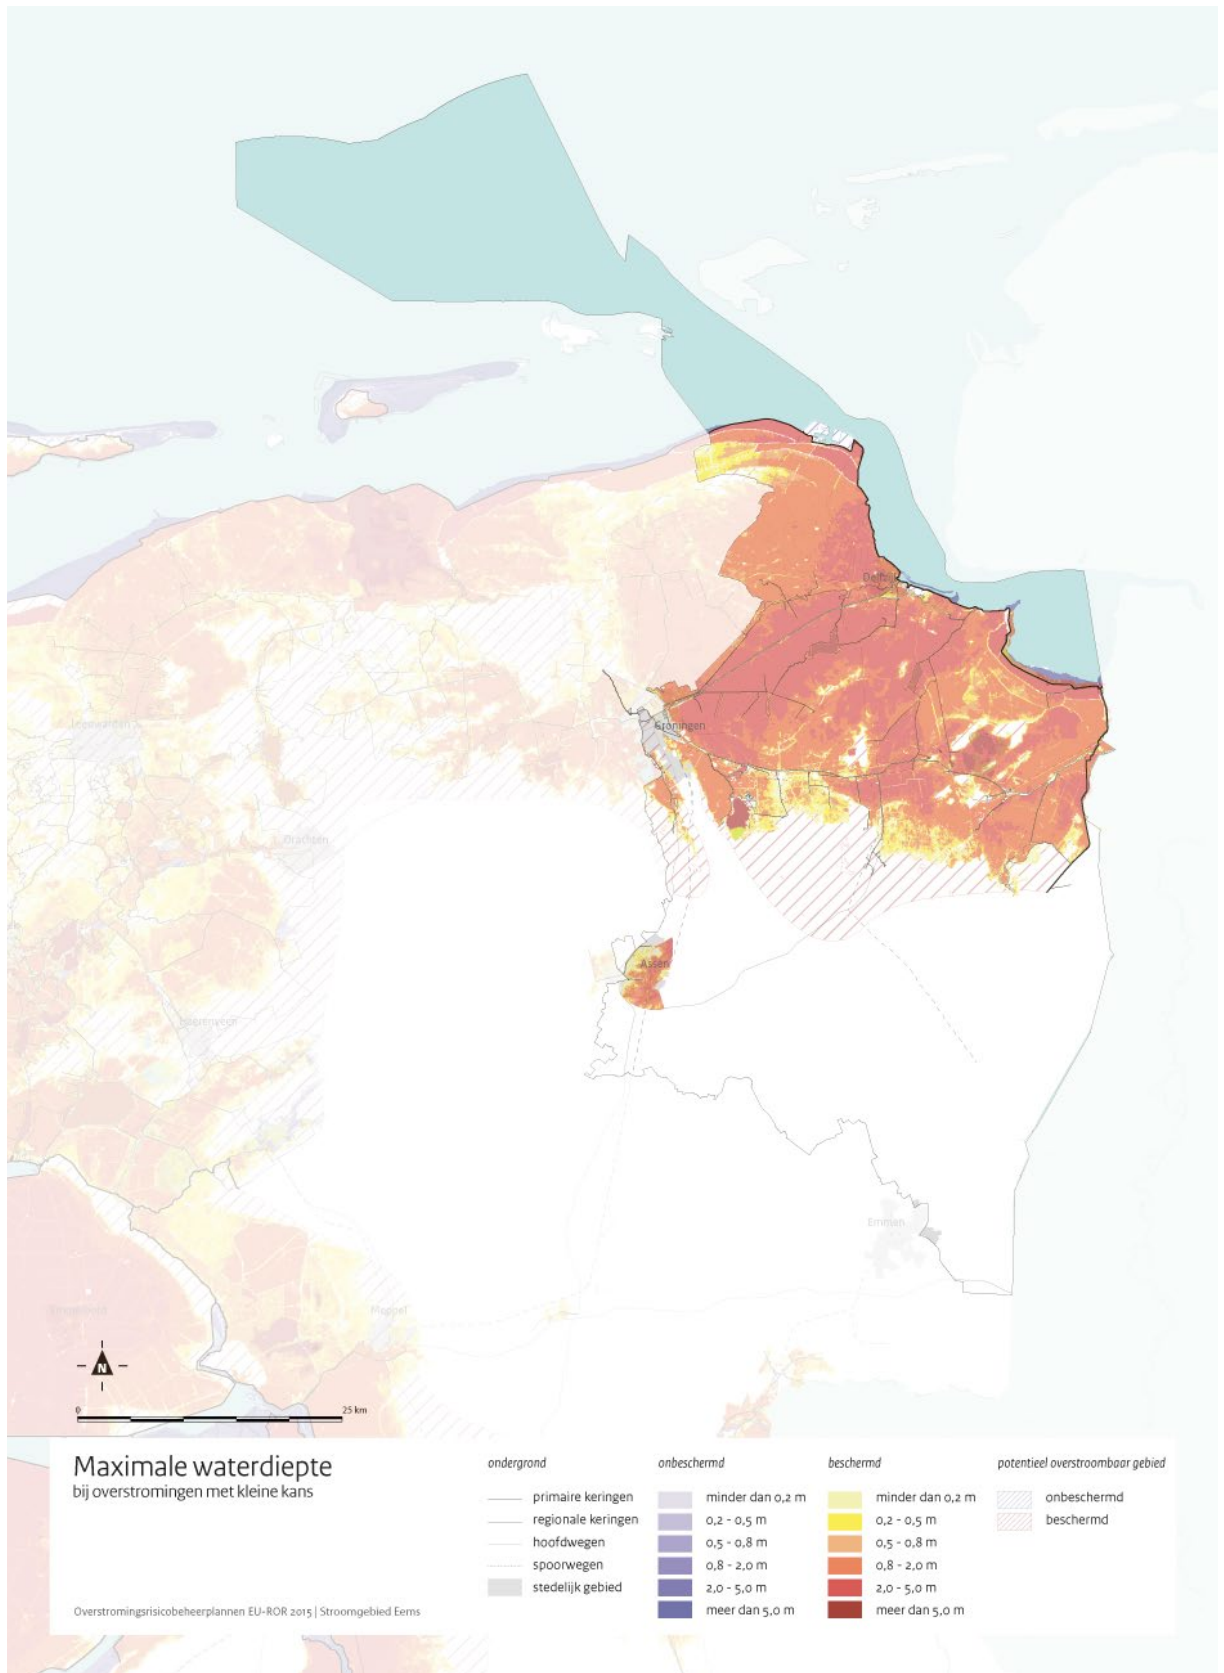 Delfzijl
Groningen
Leeuwarden
Drachten
Assen
Heerenveen
Emmen
Meppel
N
0
25 km
Maximale waterdiepte
bij overstromingen met kleine kans
Overstromingsrisicobeheerplannen EU-ROR 2015 | Stroomgebied Eems
ondergrond
primaire keringen
regionale keringen
hoofdwegen
spoorwegen
stedelijk gebied
onbeschermd
minder dan 0,2 m
0,2 - 0,5 m
0,5 - 0,8 m
0,8 - 2,0 m
2,0 - 5,0 m
meer dan 5,0 m
beschermd
minder dan 0,2 m
0,2 - 0,5 m
0,5 - 0,8 m
0,8 - 2,0 m
2,0 - 5,0 m
meer dan 5,0 m
potentieel overstroombaar gebied
onbeschermd
beschermd